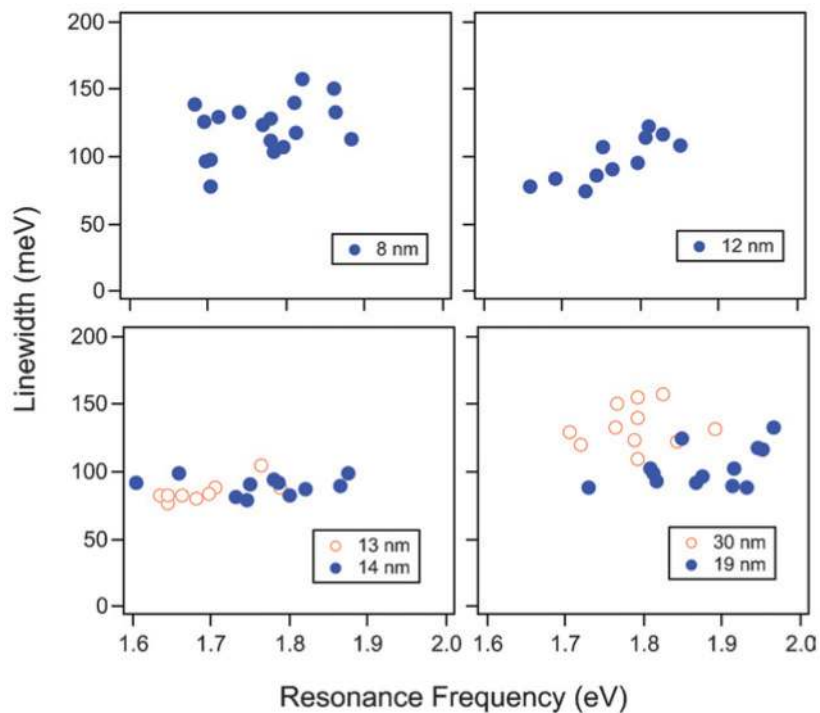 200
150
100
50
0
8 nm
12 nm
Linewidth (meV)
200
150
100
50
0
13 nm
14 nm
30 nm
19 nm
1.6 1.7 1.8 1.9 2.0 1.6 1.7 1.8 1.9 2.0
Resonance Frequency (eV)